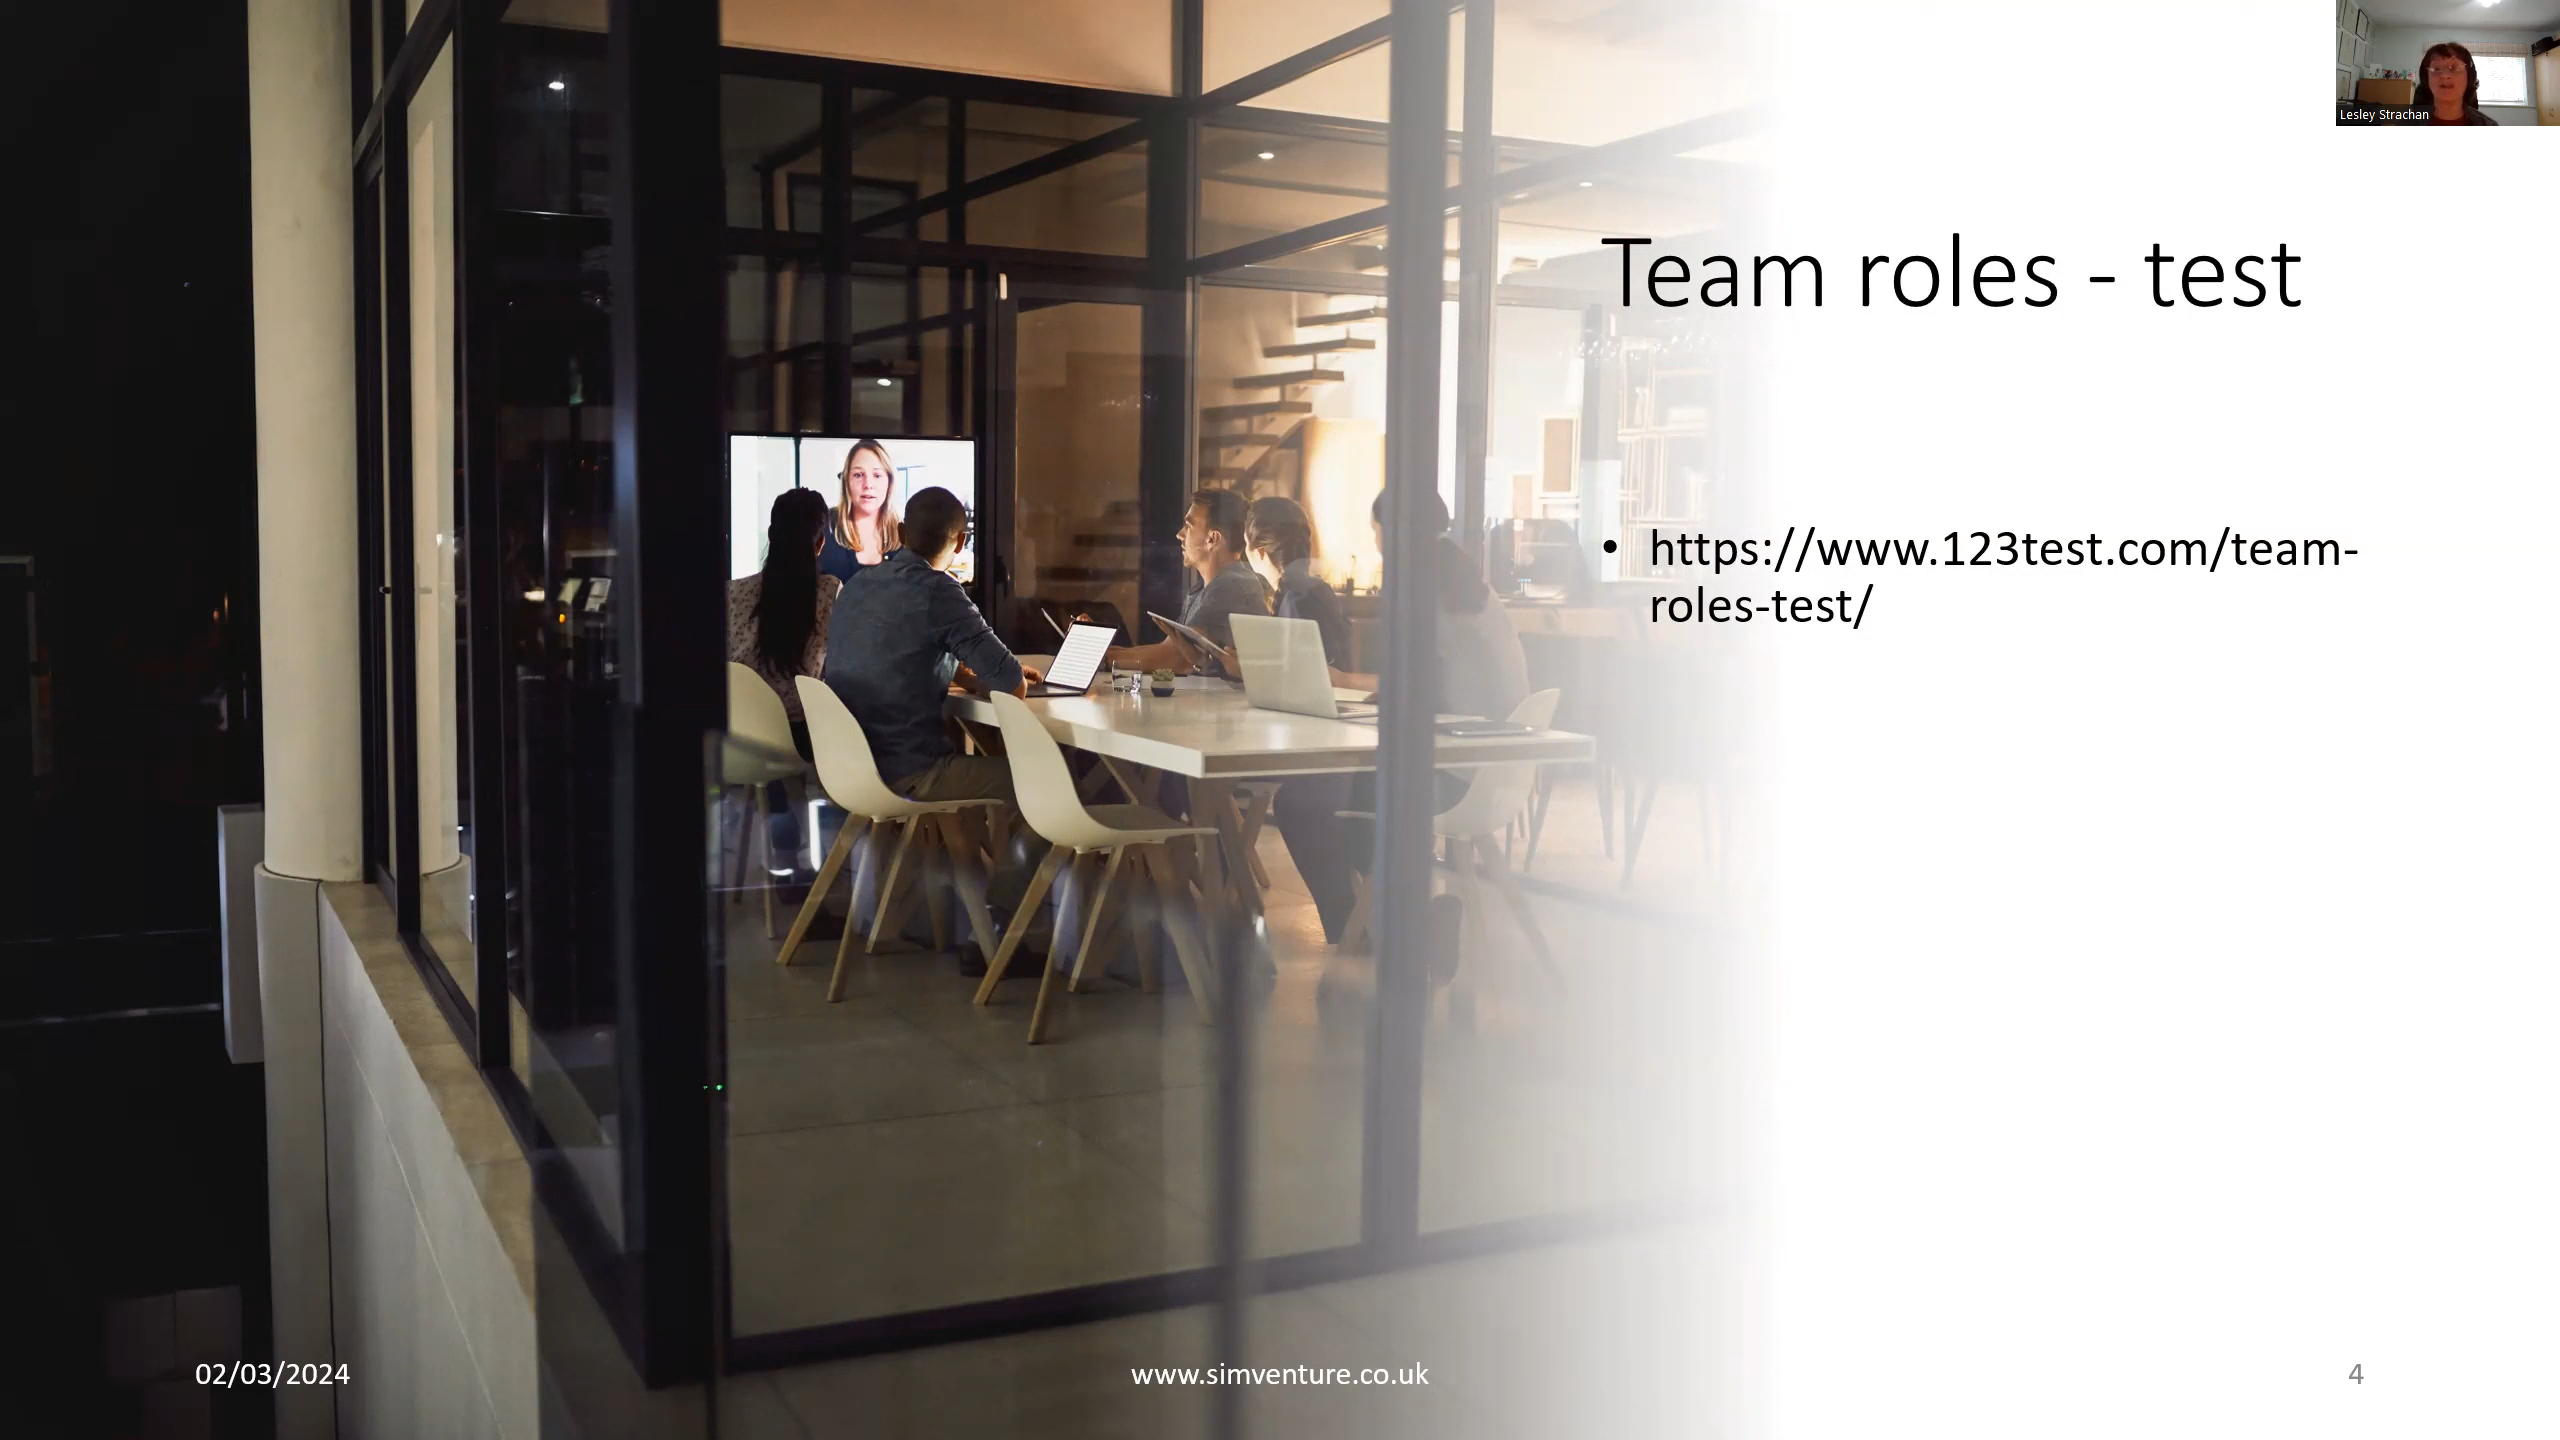 Lesley Strachan
Team roles - test
• https://www.123test.com/team-
roles-test/
02/03/2024
www.simventure.co.uk
4